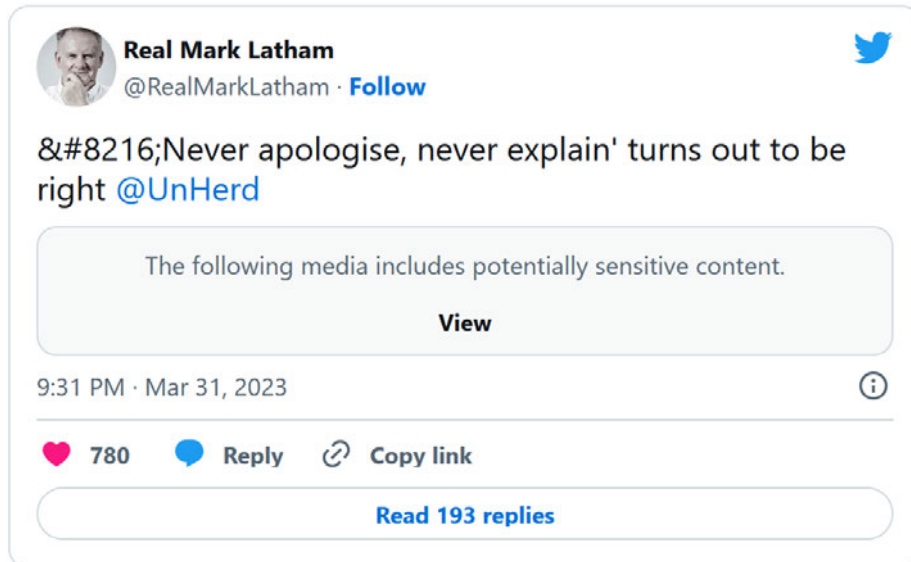 Real Mark Latham
@RealMarkLatham · Follow
&#8216;Never apologise, never explain' turns out to be
right @UnHerd
The following media includes potentially sensitive content.
View
9:31 PM · Mar 31, 2023
780 Reply Copy link
Read 193 replies